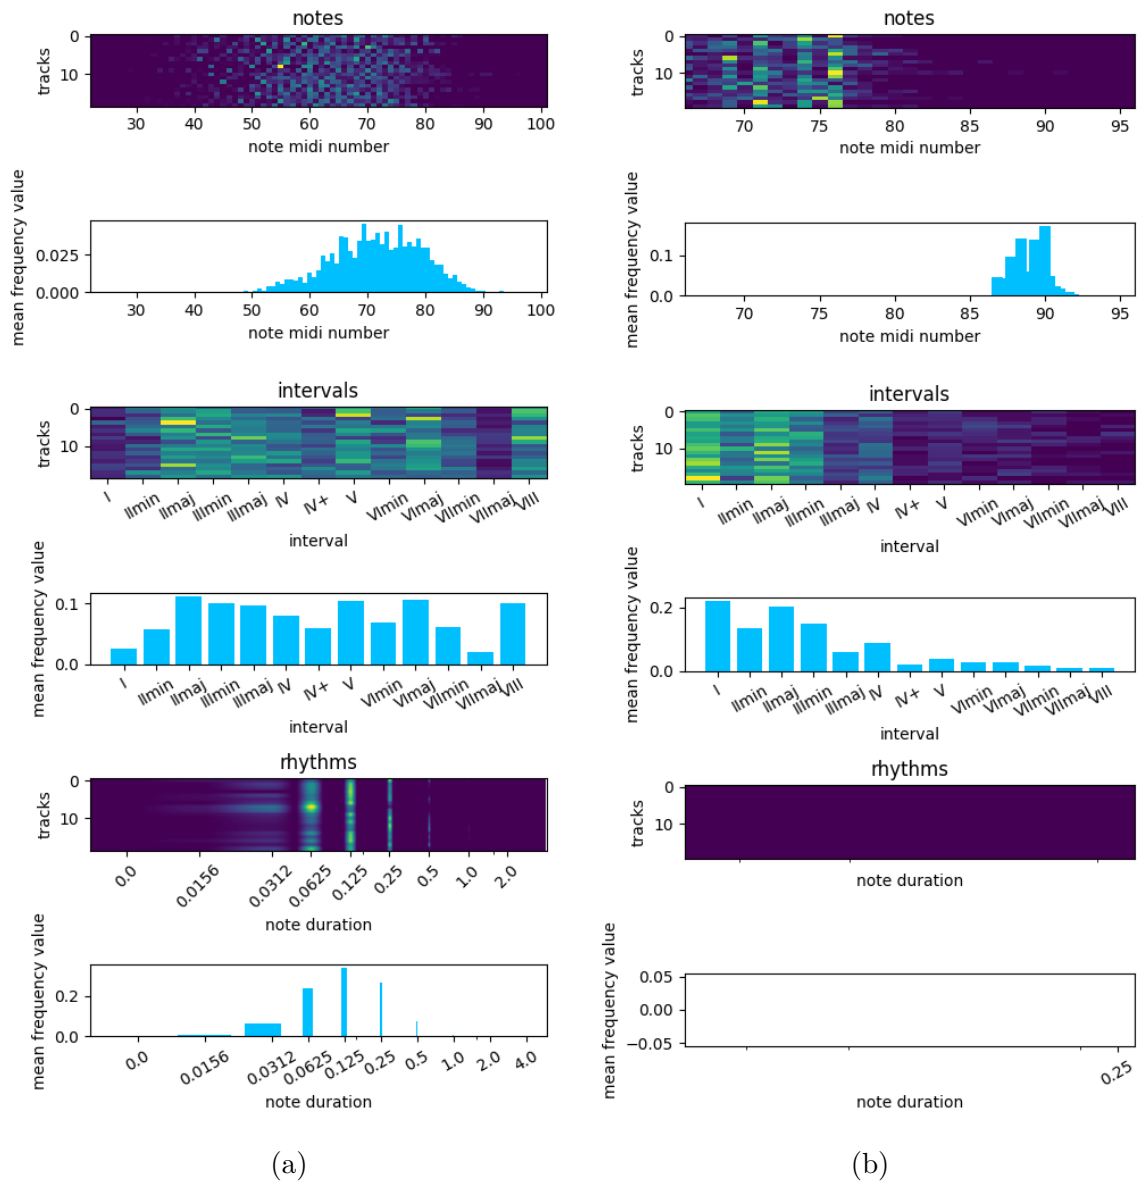 notes
0
10
tracks
30 40 50 60 70 80 90 100
note midi number
mean frequency value
0.025
0.000
30 40 50 60 70 80 90 100
note midi number
intervals
0
10
tracks
I IImin IImaj IIImin IIImaj IV IV+ V VImin VImaj VIImin VIImaj VIII
interval
mean frequency value
0.1
0.0
I IImin IImaj IIImin IIImaj IV IV+ V VImin VImaj VIImin VIImaj VIII
interval
rhythms
0
10
tracks
0.0 0.0156 0.0312 0.0625 0.125 0.25 0.5 1.0 2.0
note duration
mean frequency value
0.2
0.0
0.0 0.0156 0.0312 0.0625 0.125 0.25 0.5 1.0 2.0 4.0
note duration
(a)
notes
0
10
tracks
70 75 80 85 90 95
note midi number
mean frequency value
0.1
0.0
70 75 80 85 90 95
note midi number
intervals
0
10
tracks
I IImin IImaj IIImin IIImaj IV IV+ V VImin VImaj VIImin VIImaj VIII
interval
mean frequency value
0.2
0.0
I IImin IImaj IIImin IIImaj IV IV+ V VImin VImaj VIImin VIImaj VIII
interval
rhythms
0
10
tracks
note duration
mean frequency value
0.05
0.00
−0.05
0.25
note duration
(b)